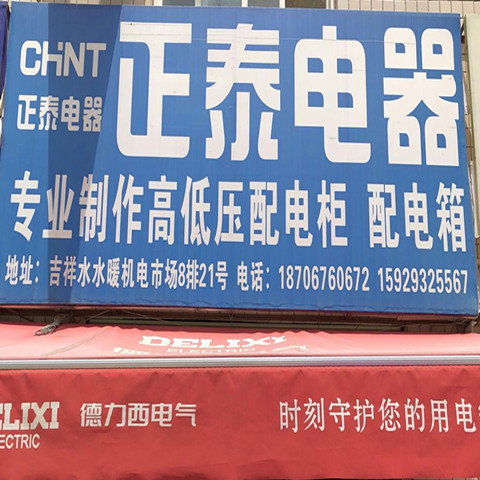 CHNT 正泰电器
正泰电器
专业制作高低压配电柜 配电箱
地址：吉祥水水暖机电市场8排21号 电话：18706760672 15929325567
DELIXI
ELECTRIC
DELIXI 德力西电气 时刻守护您的用电
ELECTRIC